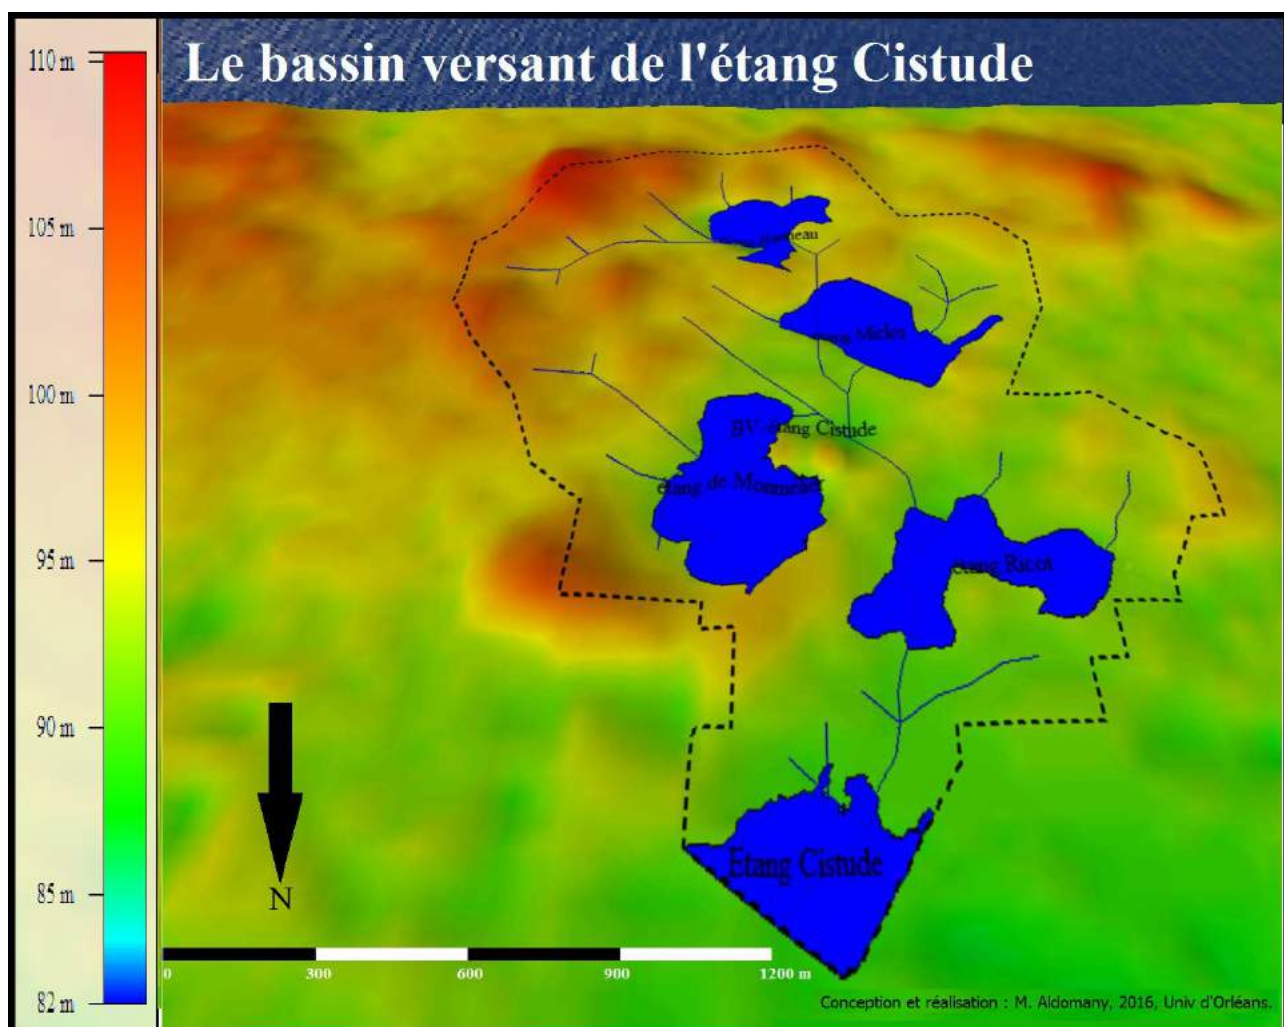 Le bassin versant de l'étang Cistude
110 m
105 m
100 m
95 m
90 m
85 m
82 m
BV-étang Cistude
étang de Monmelier
étang Ricot
Etang Cistude
N
0 300 600 900 1200 m
Conception et réalisation : M. Aldomany, 2016, Univ d'Orléans.